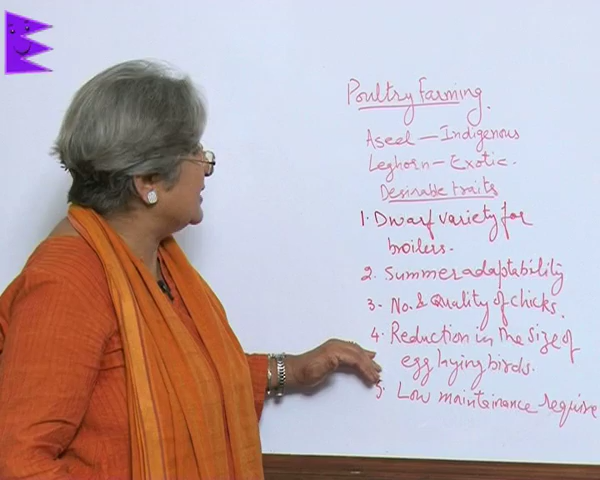 Poultry Farming.
Aseel — Indigenous
Leghorn — Exotic.
Desirable traits
1. Dwarf variety for
broilers.
2. Summer adaptability
3. No. & Quality of chicks.
4. Reduction in the size of
egg laying birds.
5. Low maintainance require